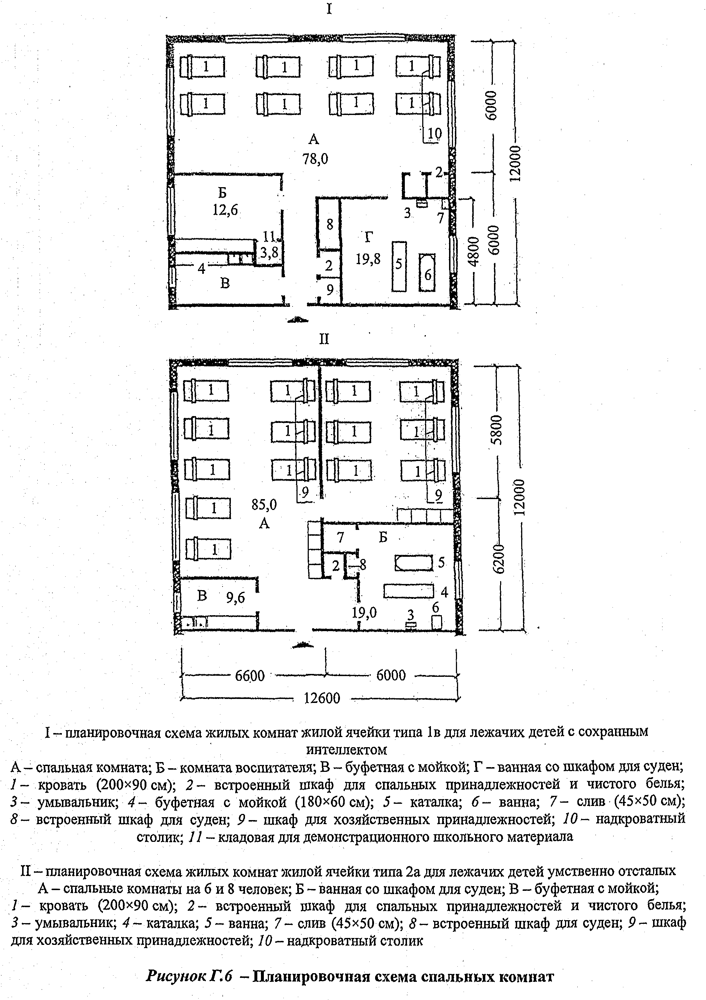 I
1 1 1 1
1 1 1 1
10
А
78,0
6000
12000
2
Б
12,6
3
7
8
Г
19,8
11
3,8
4
2
5
6
В
9
4800
6000
II
1 1 1 1
1 1 1 1
1 1 1 1
9
9
5800
12000
1
85,0
А
7
Б
1
2
8
5
6200
В
9,6
4
6
19,0
3
6600
6000
12600
I – планировочная схема жилых комнат жилой ячейки типа 1в для лежачих детей с сохранным
интеллектом
А – спальная комната; Б – комната воспитателя; В – буфетная с мойкой; Г – ванная со шкафом для суден;
1 – кровать (200×90 см); 2 – встроенный шкаф для спальных принадлежностей и чистого белья;
3 – умывальник; 4 – буфетная с мойкой (180×60 см); 5 – каталка; 6 – ванна; 7 – слив (45×50 см);
8 – встроенный шкаф для суден; 9 – шкаф для хозяйственных принадлежностей; 10 – надкроватный
столик; 11 – кладовая для демонстрационного школьного материала
II – планировочная схема жилых комнат жилой ячейки типа 2а для лежачих детей умственно отсталых
А – спальные комнаты на 6 и 8 человек; Б – ванная со шкафом для суден; В – буфетная с мойкой;
1 – кровать (200×90 см); 2 – встроенный шкаф для спальных принадлежностей и чистого белья;
3 – умывальник; 4 – каталка; 5 – ванна; 7 – слив (45×50 см); 8 – встроенный шкаф для суден; 9 – шкаф
для хозяйственных принадлежностей; 10 – надкроватный столик
Рисунок Г.6 – Планировочная схема спальных комнат